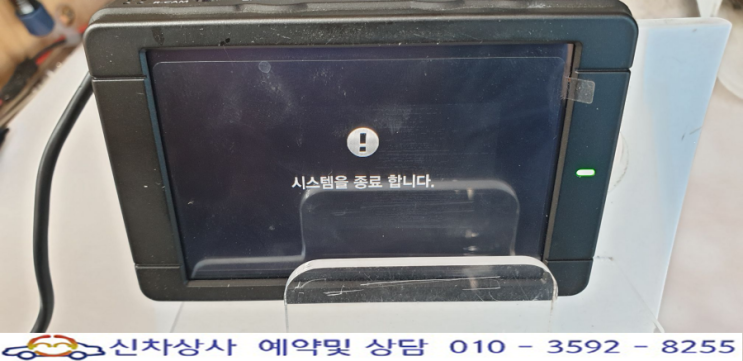 !
시스템을 종료 합니다.
신차상사 예약및 상담 010 - 3592 - 8255